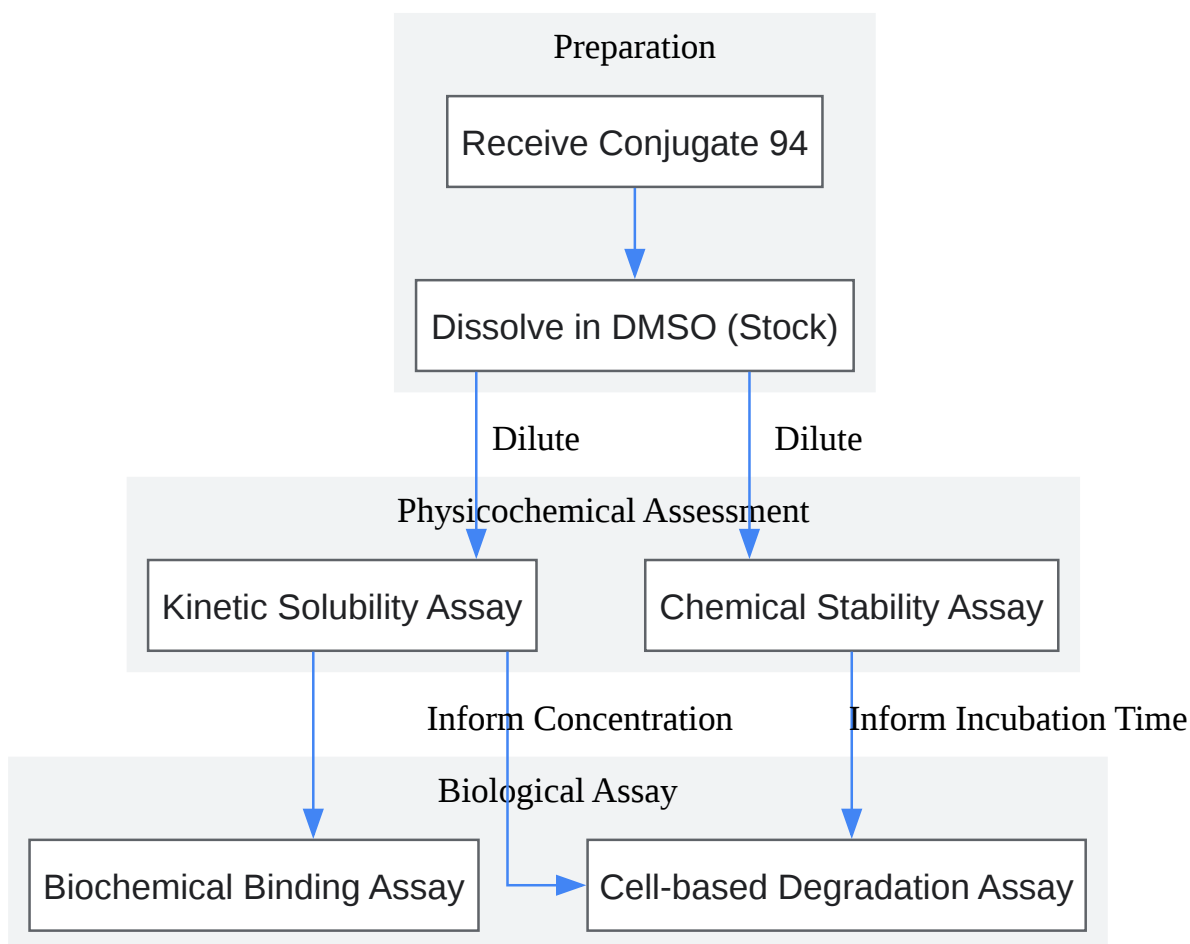 Preparation
Receive Conjugate 94
Dissolve in DMSO (Stock)
Dilute
Dilute
Physicochemical Assessment
Kinetic Solubility Assay
Chemical Stability Assay
Inform Concentration
Inform Incubation Time
Biological Assay
Biochemical Binding Assay
Cell-based Degradation Assay